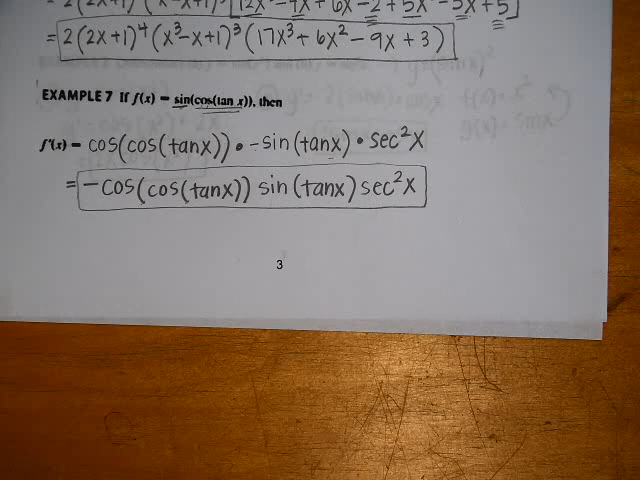 = 2(2x+1)⁴(x³-x+1)³(17x³+6x²-9x+3)
EXAMPLE 7 If f(x) = sin(cos(tan x)), then
f'(x) = cos(cos(tanx)) • -sin(tanx) • sec²x
= -cos(cos(tanx)) sin(tanx) sec²x
3